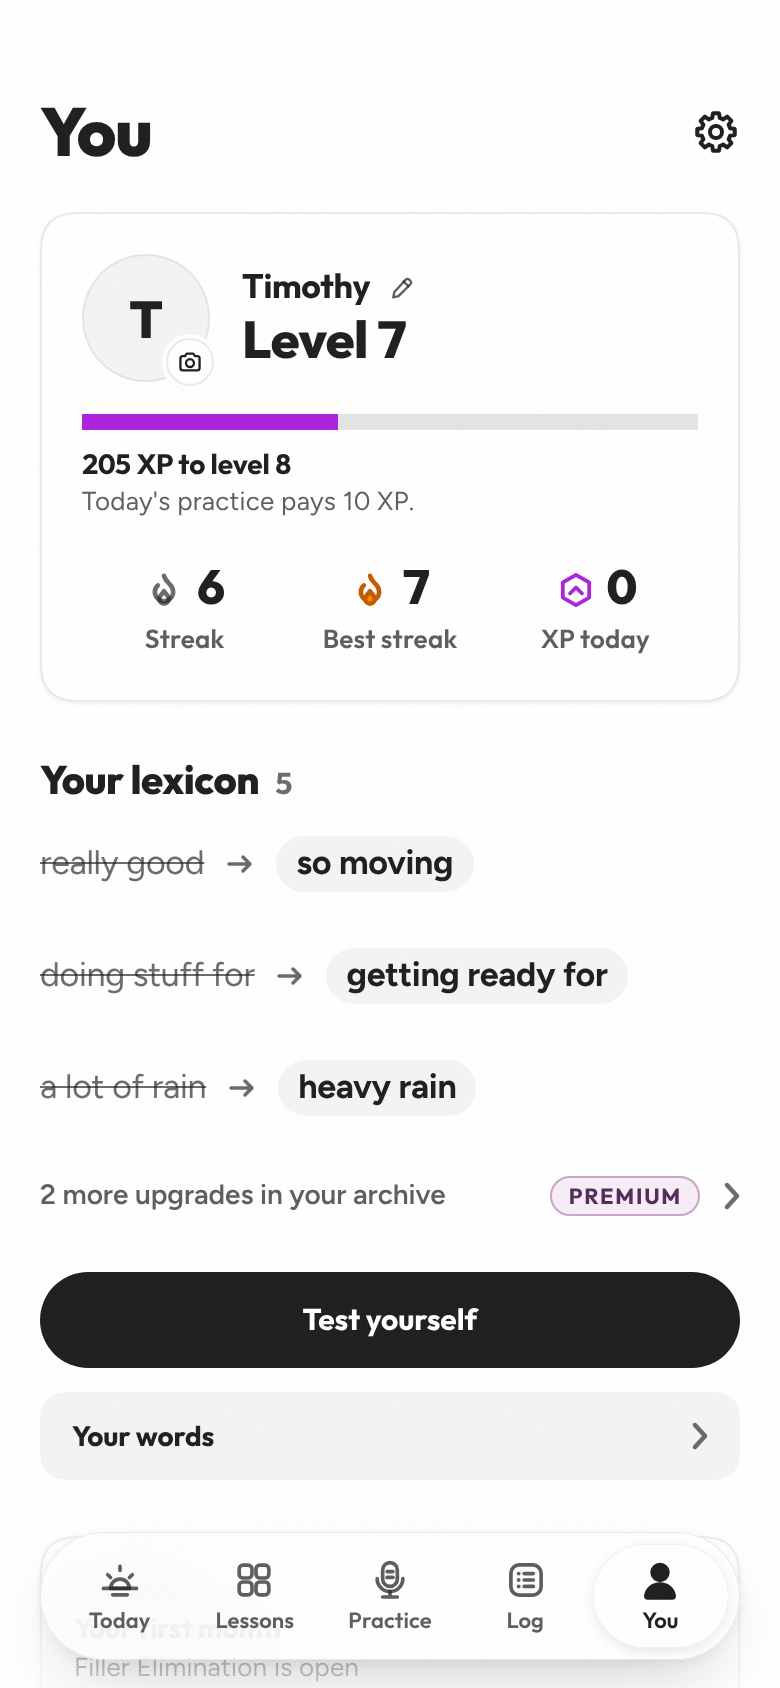 You
T
Timothy
Level 7
205 XP to level 8
Today's practice pays 10 XP.
6
Streak
7
Best streak
0
XP today
Your lexicon 5
really good → so moving
doing stuff for → getting ready for
a lot of rain → heavy rain
2 more upgrades in your archive PREMIUM
Test yourself
Your words
Today
Lessons
Practice
Log
You
Your first month
Filler Elimination is open